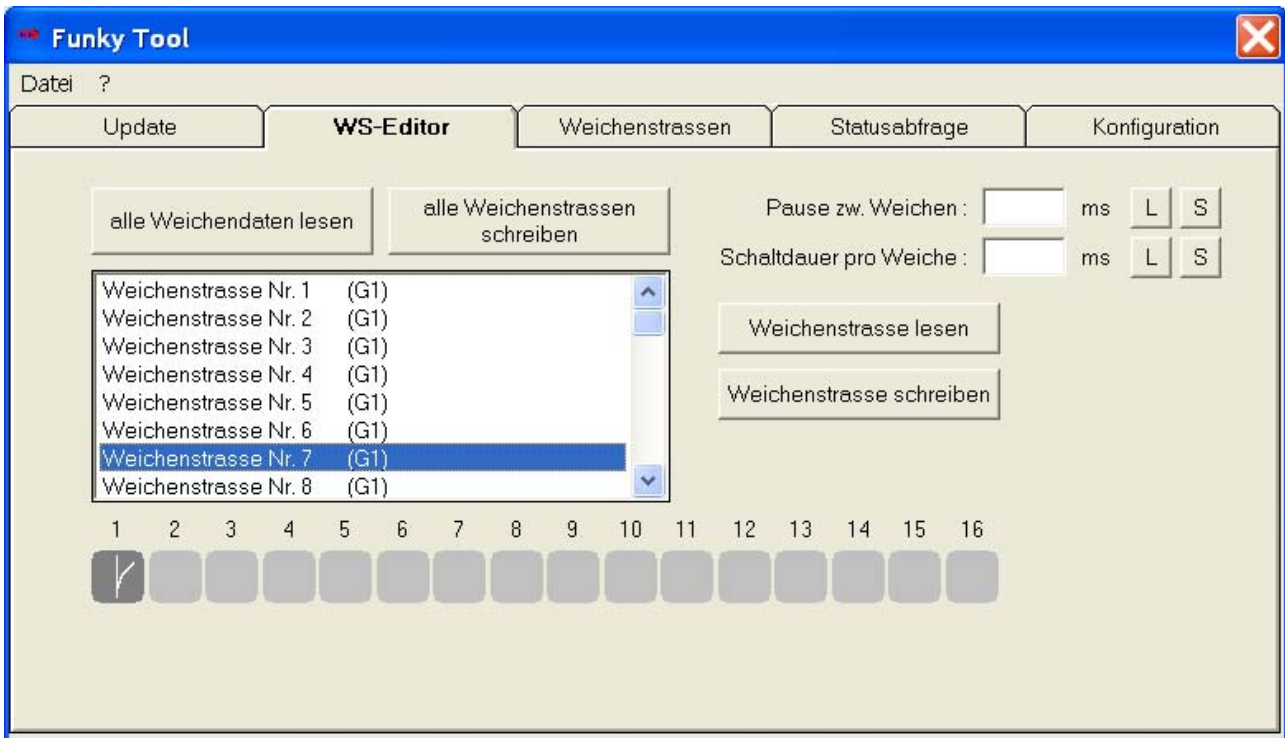 Funky Tool
Datei ?
Update WS-Editor Weichenstrassen Statusabfrage Konfiguration
alle Weichendaten lesen
alle Weichenstrassen
schreiben
Pause zw. Weichen : ms L S
Schaltdauer pro Weiche : ms L S
Weichenstrasse Nr. 1 (G1)
Weichenstrasse Nr. 2 (G1)
Weichenstrasse Nr. 3 (G1)
Weichenstrasse Nr. 4 (G1)
Weichenstrasse Nr. 5 (G1)
Weichenstrasse Nr. 6 (G1)
Weichenstrasse Nr. 7 (G1)
Weichenstrasse Nr. 8 (G1)
Weichenstrasse lesen
Weichenstrasse schreiben
1 2 3 4 5 6 7 8 9 10 11 12 13 14 15 16